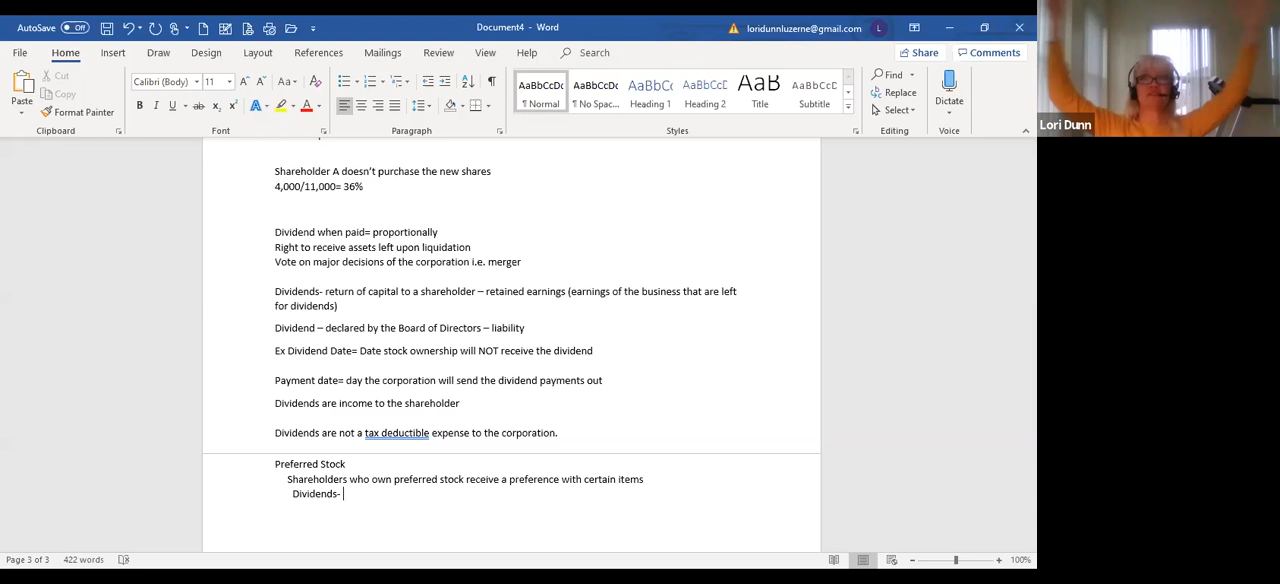 AutoSave Off Document4 - Word loridunnluzerne@gmail.com L
File Home Insert Draw Design Layout References Mailings Review View Help Search Share Comments
Paste Cut Copy Format Painter
Calibri (Body) 11
AaBbCcDc AaBbCcDc AaBbC AaBbCc AaB AaBbCc
¶ Normal ¶ No Spac... Heading 1 Heading 2 Title Subtitle
Find Replace Select Dictate
Clipboard Font Paragraph Styles Editing Voice
Lori Dunn
Shareholder A doesn't purchase the new shares
4,000/11,000= 36%
Dividend when paid= proportionally
Right to receive assets left upon liquidation
Vote on major decisions of the corporation i.e. merger
Dividends- return of capital to a shareholder – retained earnings (earnings of the business that are left
for dividends)
Dividend – declared by the Board of Directors – liability
Ex Dividend Date= Date stock ownership will NOT receive the dividend
Payment date= day the corporation will send the dividend payments out
Dividends are income to the shareholder
Dividends are not a tax deductible expense to the corporation.
Preferred Stock
Shareholders who own preferred stock receive a preference with certain items
Dividends-
Page 3 of 3 422 words 100%